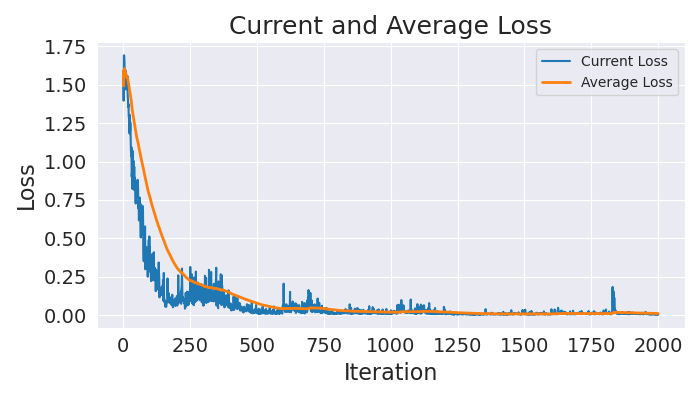 Current and Average Loss
Loss
1.75
1.50
1.25
1.00
0.75
0.50
0.25
0.00
Current Loss
Average Loss
0 250 500 750 1000 1250 1500 1750 2000
Iteration